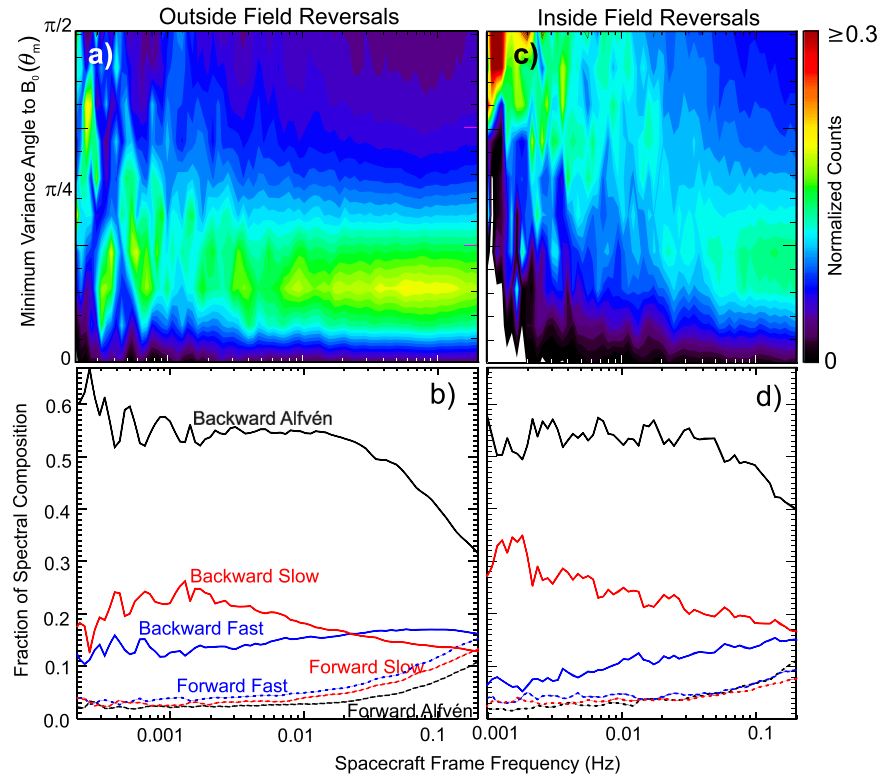 Outside Field Reversals
Inside Field Reversals
Minimum Variance Angle to B₀ (θₘ)
π/2
π/4
0
a)
c)
≥0.3
Normalized Counts
0
Fraction of Spectral Composition
0.6
0.5
0.4
0.3
0.2
0.1
0.0
b)
d)
Backward Alfvén
Backward Slow
Backward Fast
Forward Slow
Forward Fast
Forward Alfvén
0.001
0.01
0.1
0.001
0.01
0.1
Spacecraft Frame Frequency (Hz)